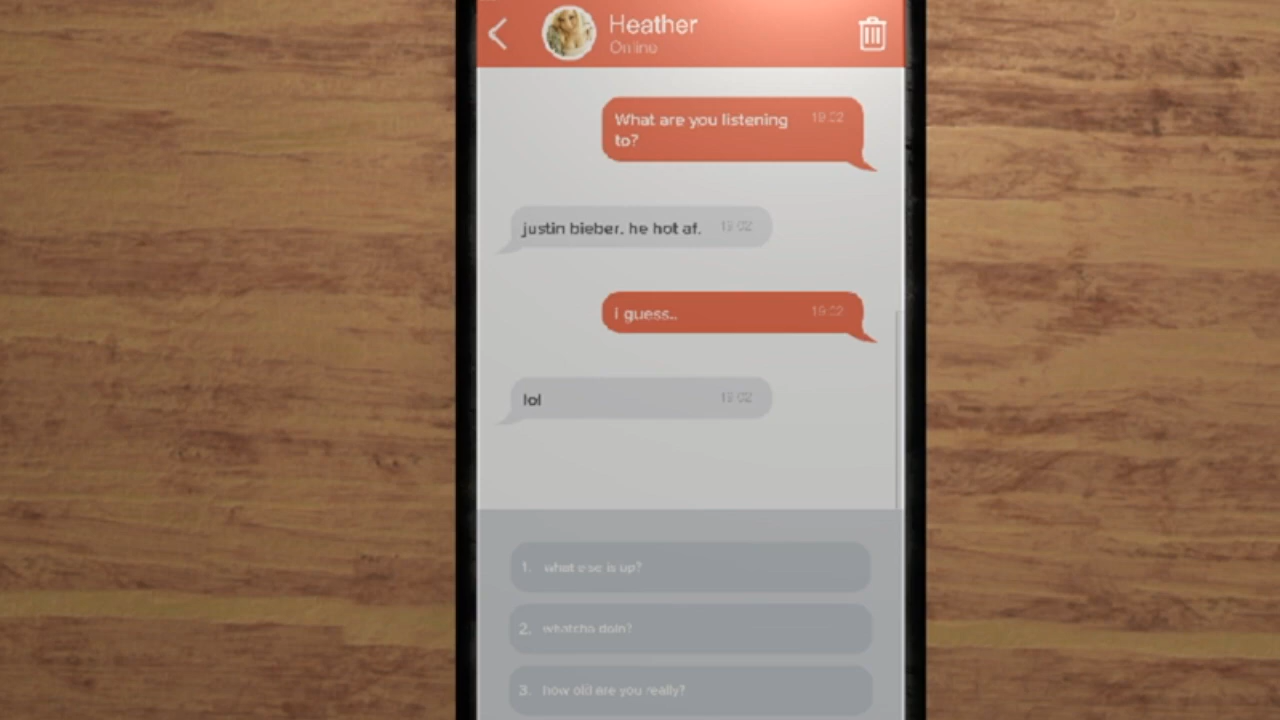 Heather
Online
What are you listening 19:02
to?
justin bieber. he hot af. 19:02
I guess.. 19:02
lol 19:02
1. what else is up?
2. whatcha doin?
3. how old are you really?